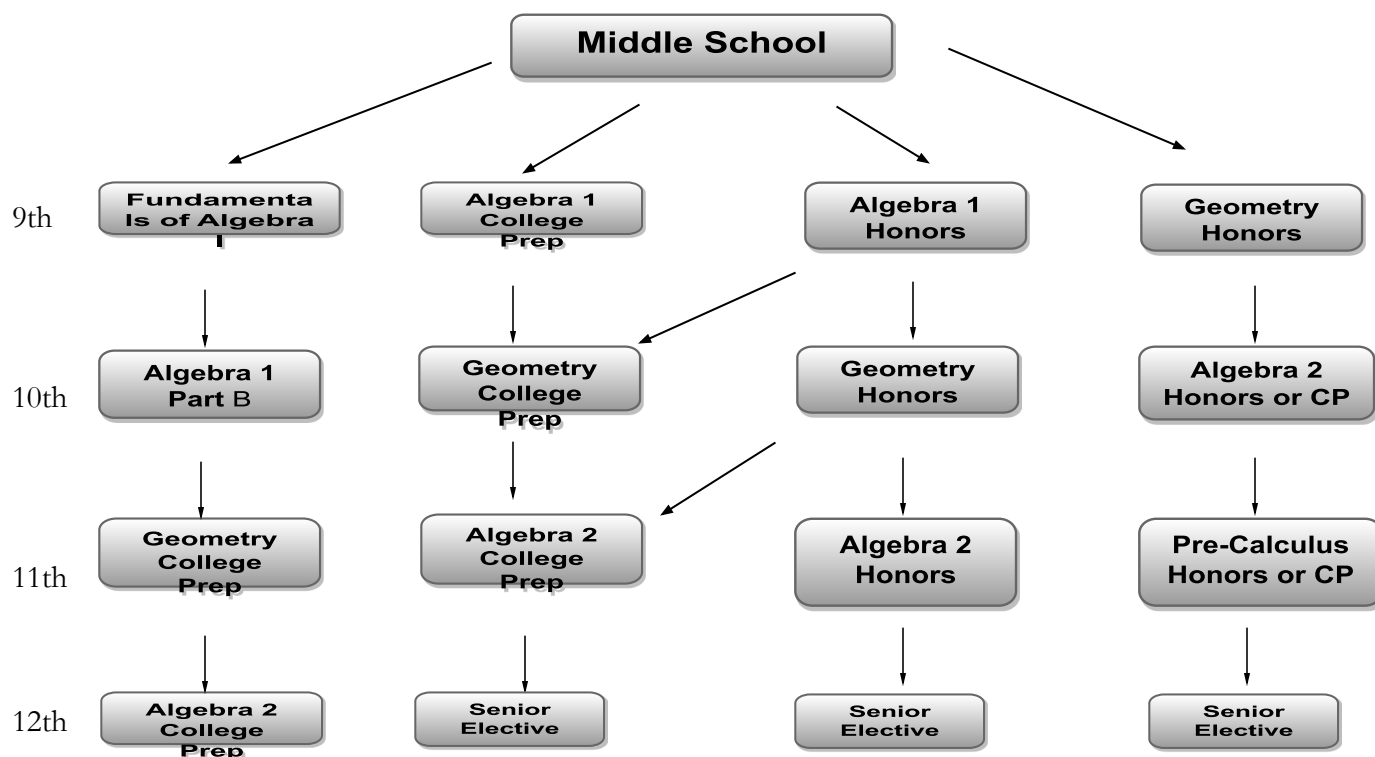 Middle School
9th
Fundamenta
ls of Algebra
I
Algebra 1
College
Prep
Algebra 1
Honors
Geometry
Honors
10th
Algebra 1
Part B
Geometry
College
Prep
Geometry
Honors
Algebra 2
Honors or CP
11th
Geometry
College
Prep
Algebra 2
College
Prep
Algebra 2
Honors
Pre-Calculus
Honors or CP
12th
Algebra 2
College
Prep
Senior
Elective
Senior
Elective
Senior
Elective